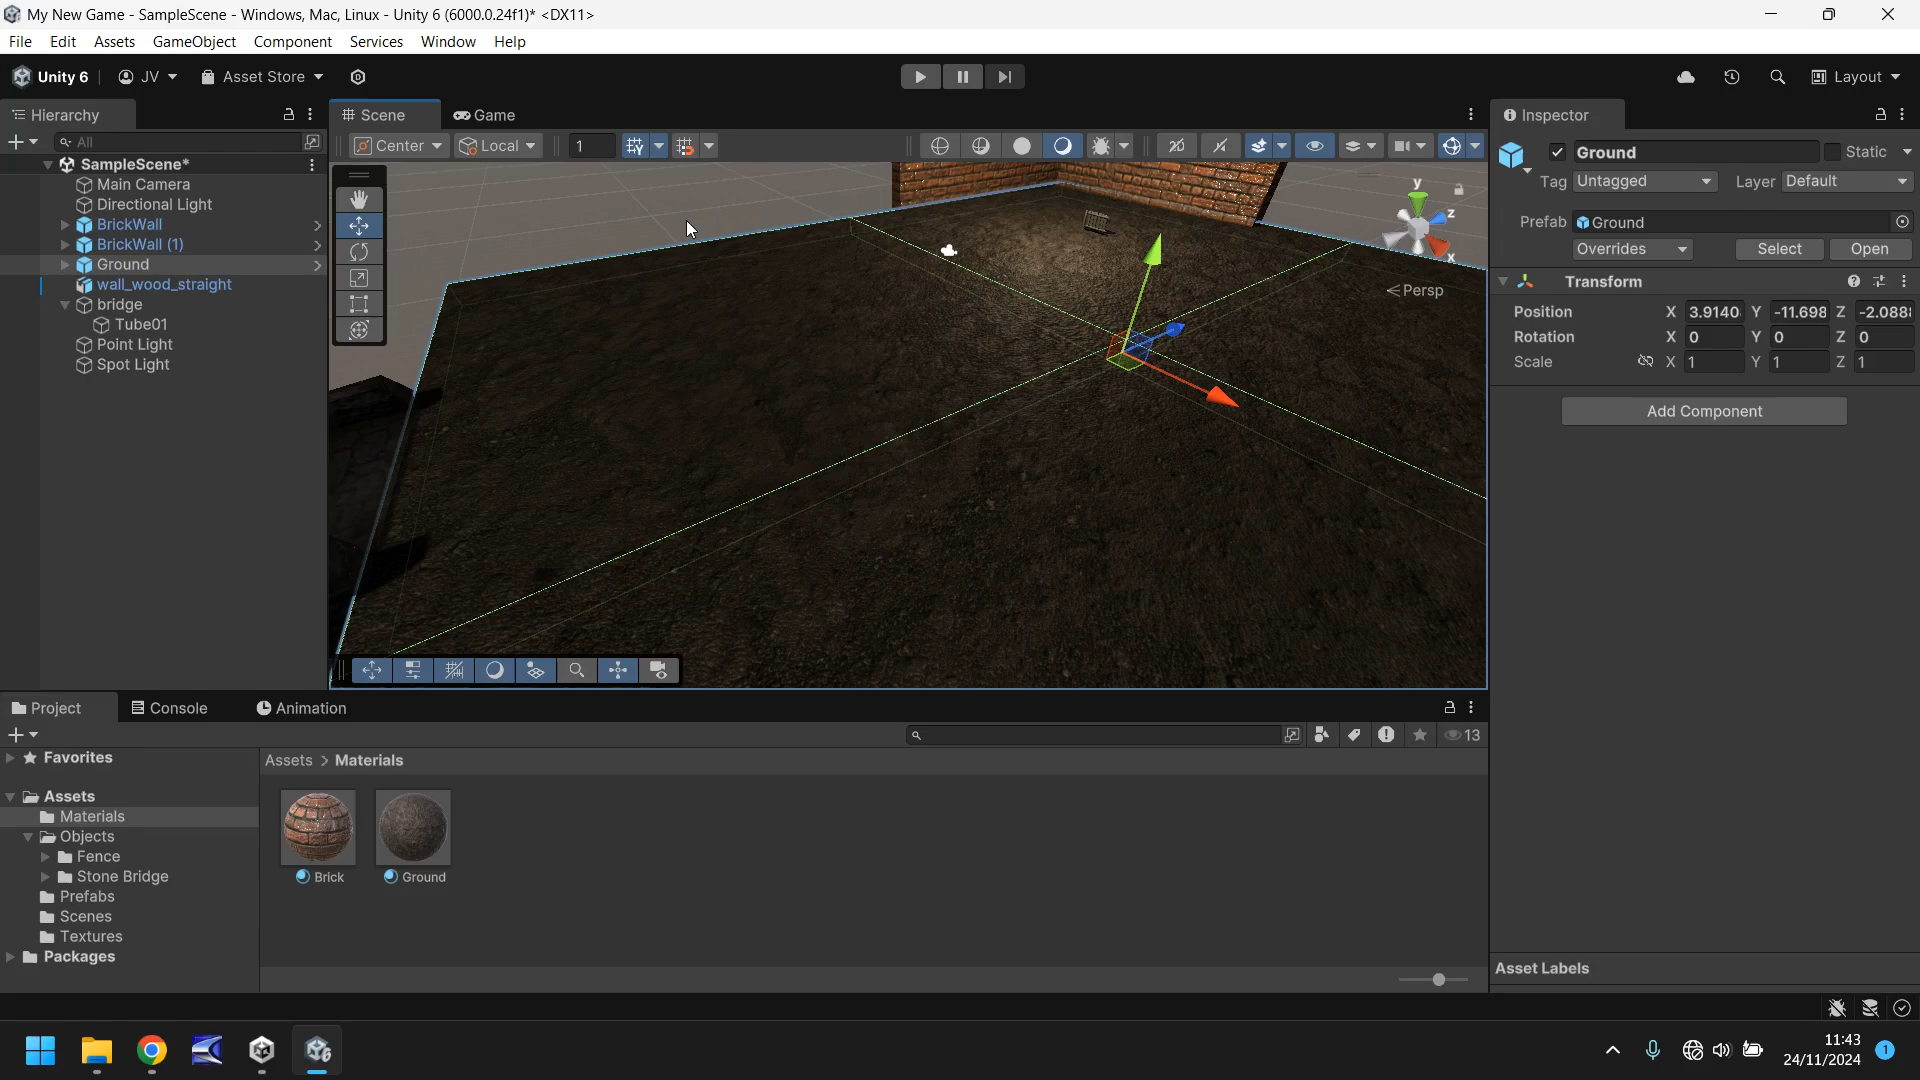 My New Game - SampleScene - Windows, Mac, Linux - Unity 6 (6000.0.24f1)* <DX11>
File Edit Assets GameObject Component Services Window Help
Unity 6 JV Asset Store Layout
Hierarchy Scene Game Inspector
All Center Local 1 Ground Static
SampleScene*
Main Camera
Directional Light
BrickWall
BrickWall (1)
Ground
wall_wood_straight
bridge
Tube01
Point Light
Spot Light
y
z
x
Persp
Tag Untagged Layer Default
Prefab Ground
Overrides Select Open
Transform
Position X 3.9140 Y -11.698 Z -2.088
Rotation X 0 Y 0 Z 0
Scale X 1 Y 1 Z 1
Add Component
Asset Labels
Project Console Animation
13
Favorites
Assets
Materials
Objects
Fence
Stone Bridge
Prefabs
Scenes
Textures
Packages
Assets > Materials
Brick Ground
11:43
24/11/2024 1